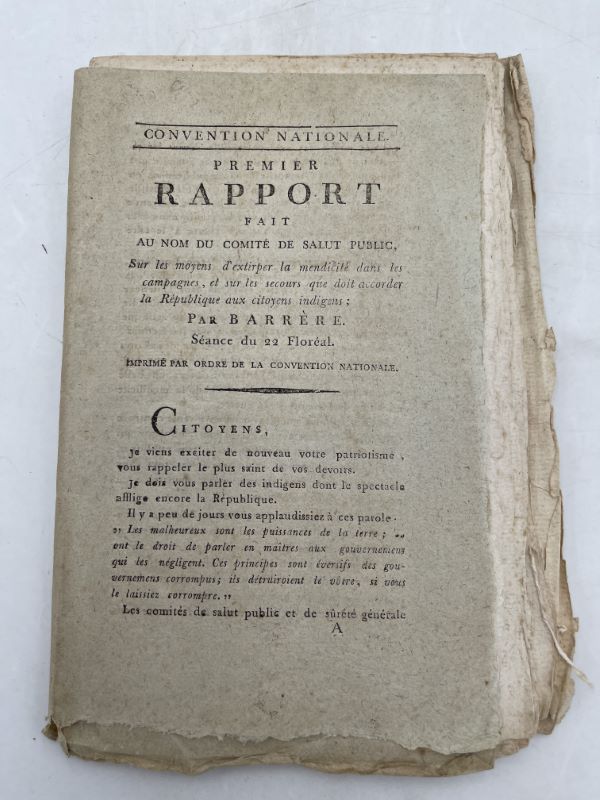 CONVENTION NATIONALE.
PREMIER
RAPPORT
FAIT
AU NOM DU COMITÉ DE SALUT PUBLIC,
Sur les moyens d'extirper la mendicité dans les
campagnes, et sur les secours que doit accorder
la République aux citoyens indigens;
PAR BARRÈRE.
Séance du 22 Floréal.
IMPRIMÉ PAR ORDRE DE LA CONVENTION NATIONALE.
CITOYENS,
Je viens exciter de nouveau votre patriotisme,
vous rappeler le plus saint de vos devoirs.
Je dois vous parler des indigens dont le spectacle
afflige encore la République.
Il y a peu de jours vous applaudissiez à ces parole
„ Les malheureux sont les puissances de la terre; „
ont le droit de parler en maîtres aux gouvernemens
qui les négligent. Ces principes sont éversifs des gou-
vernemens corrompus; ils détruiroient le vôtre, si vous
le laissiez corrompre. „
Les comités de salut public et de sûreté générale
A